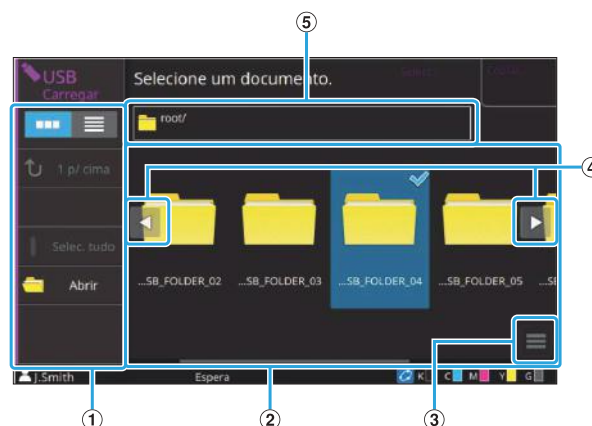 ⑤
USB
Carregar
Selecione um documento.
root/
④
1 p/ cima
Selec. tudo
Abrir
...SB_FOLDER_02
...SB_FOLDER_03
...SB_FOLDER_04
...SB_FOLDER_05
...SE
J.Smith
Espera
K C M Y G
① ② ③